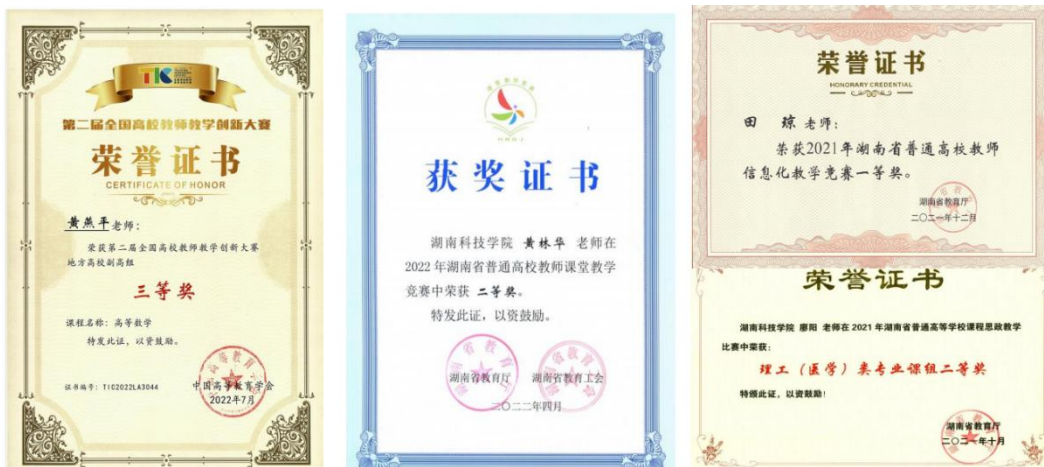 TIC
第二届全国高校教师教学创新大赛
荣誉证书
CERTIFICATE OF HONOR
黄燕平老师：
荣获第二届全国高校教师教学创新大赛
地方高校副高组
三等奖
课程名称：高等数学
特发此证，以资鼓励。
证书编号：TIC2022LA3044
中国高等教育学会
2022年7月
获奖证书
湖南科技学院 黄林华 老师在
2022年湖南省普通高校教师课堂教学
竞赛中荣获 二等奖。
特发此证，以资鼓励。
湖南省教育厅 湖南省教育工会
二〇二二年四月
荣誉证书
HONORARY CREDENTIAL
田 琼老师：
荣获2021年湖南省普通高校教师
信息化教学竞赛一等奖。
湖南省教育厅
二〇二一年十二月
荣誉证书
湖南科技学院 廖阳 老师在2021年湖南省普通高等学校课程思政教学
比赛中荣获：
理工（医学）类专业课组二等奖
特颁此证，以资鼓励！
湖南省教育厅
二〇二一年十月